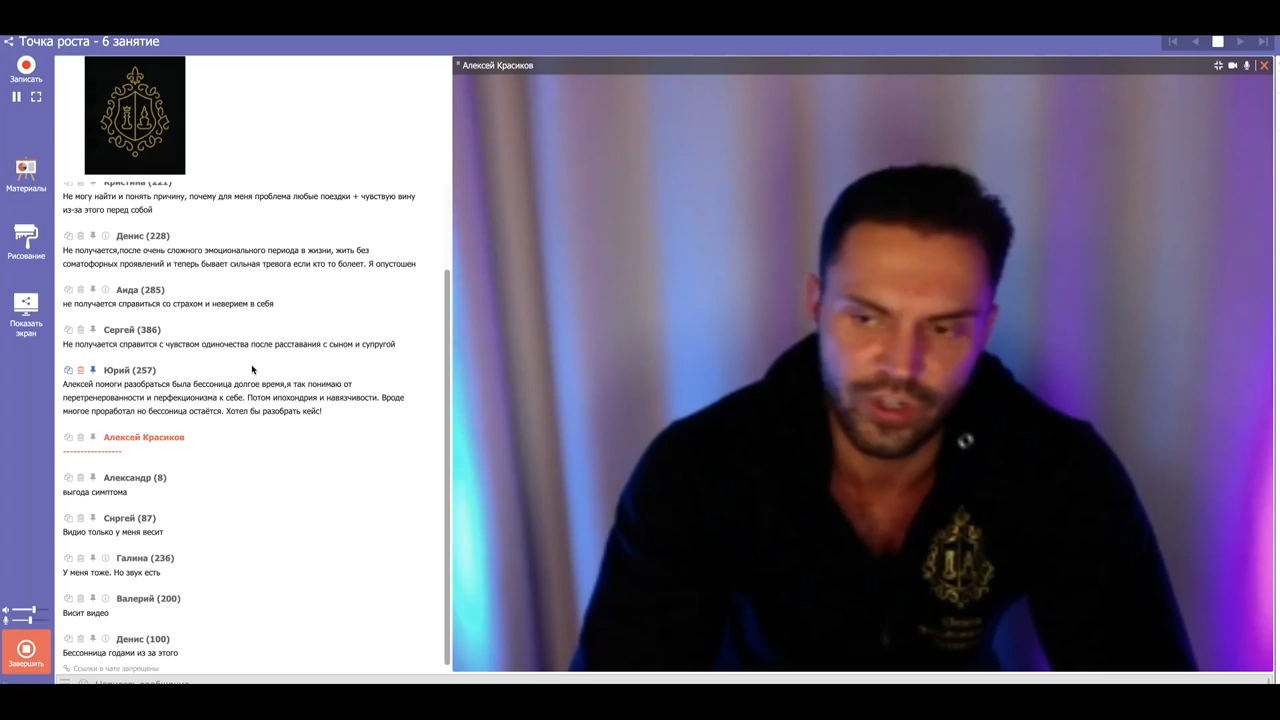 Точка роста - 6 занятие
Записать
Материалы
Рисование
Показать
экран
Завершить
Кристина (221)
Не могу найти и понять причину, почему для меня проблема любые поездки + чувствую вину
из-за этого перед собой
Денис (228)
Не получается,после очень сложного эмоционального периода в жизни, жить без
соматофорных проявлений и теперь бывает сильная тревога если кто то болеет. Я опустошен
Аида (285)
не получается справиться со страхом и неверием в себя
Сергей (386)
Не получается справится с чувством одиночества после расставания с сыном и супругой
Юрий (257)
Алексей помоги разобраться была бессоница долгое время,я так понимаю от
перетренерованности и перфекционизма к себе. Потом ипохондрия и навязчивости. Вроде
многое проработал но бессоница остаётся. Хотел бы разобрать кейс!
Алексей Красиков
-----------------
Александр (8)
выгода симптома
Снргей (87)
Видио только у меня весит
Галина (236)
У меня тоже. Но звук есть
Валерий (200)
Висит видео
Денис (100)
Бессонница годами из за этого
Ссылки в чате запрещены
Алексей Красиков